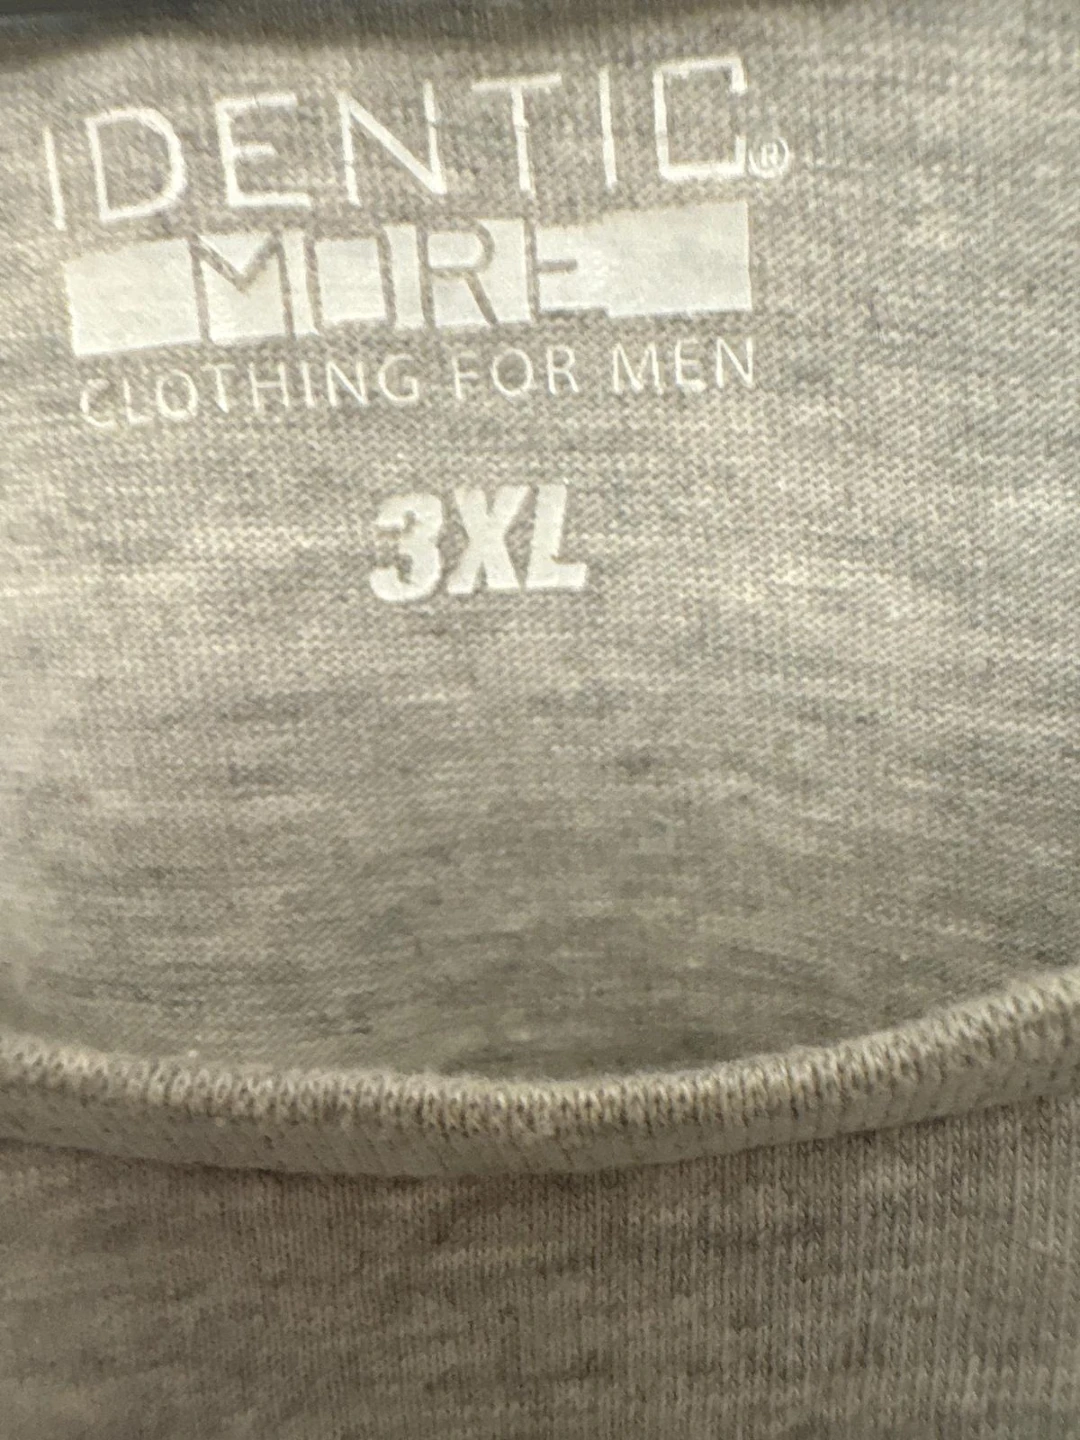 IDENTIC®
MORE
CLOTHING FOR MEN
3XL